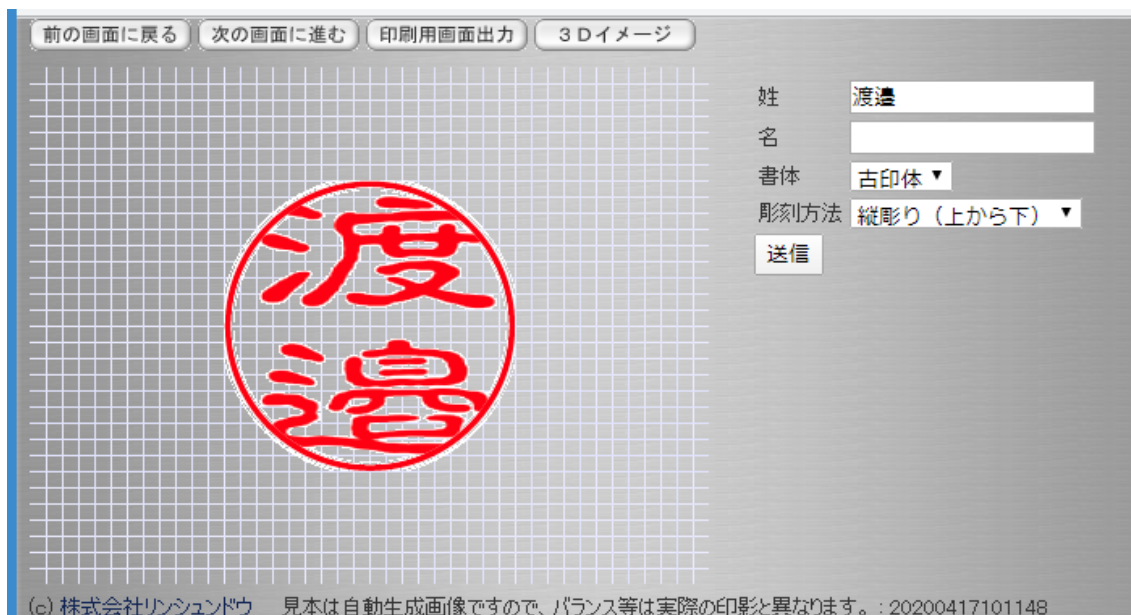 前の画面に戻る 次の画面に進む 印刷用画面出力 3Dイメージ
姓 渡邉
名
書体 古印体▼
彫刻方法 縦彫り（上から下）▼
送信
渡
邉
(c) 株式会社リンシュンドウ 見本は自動生成画像ですので、バランス等は実際の印影と異なります。: 20200417101148